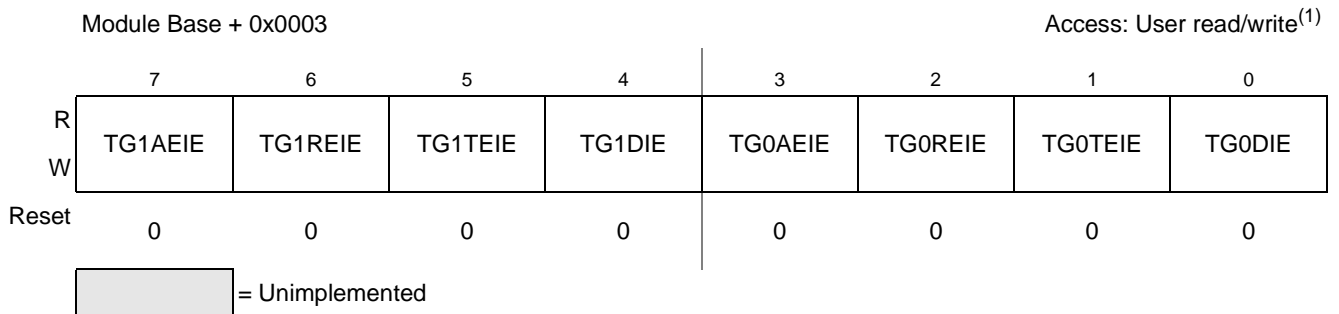 Module Base + 0x0003 Access: User read/write(1)
7 6 5 4 3 2 1 0
R
W
TG1AEIE TG1REIE TG1TEIE TG1DIE TG0AEIE TG0REIE TG0TEIE TG0DIE
Reset 0 0 0 0 0 0 0 0
= Unimplemented